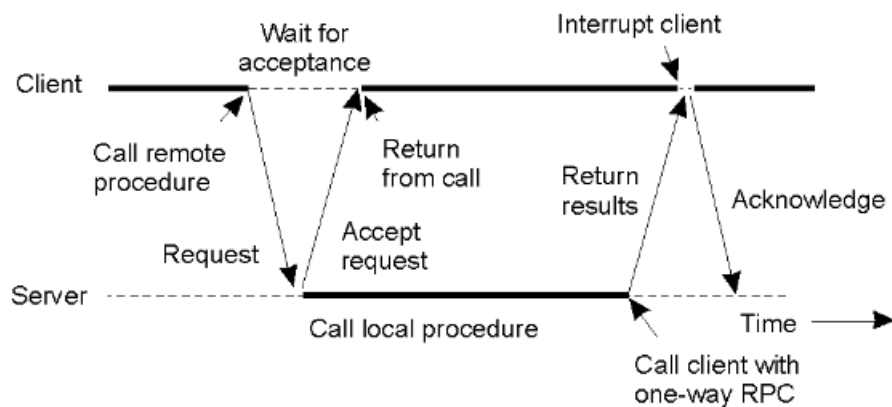 Wait for
acceptance
Interrupt client
Client
Call remote
procedure
Return
from call
Return
results
Acknowledge
Request
Accept
request
Server
Call local procedure
Time
Call client with
one-way RPC